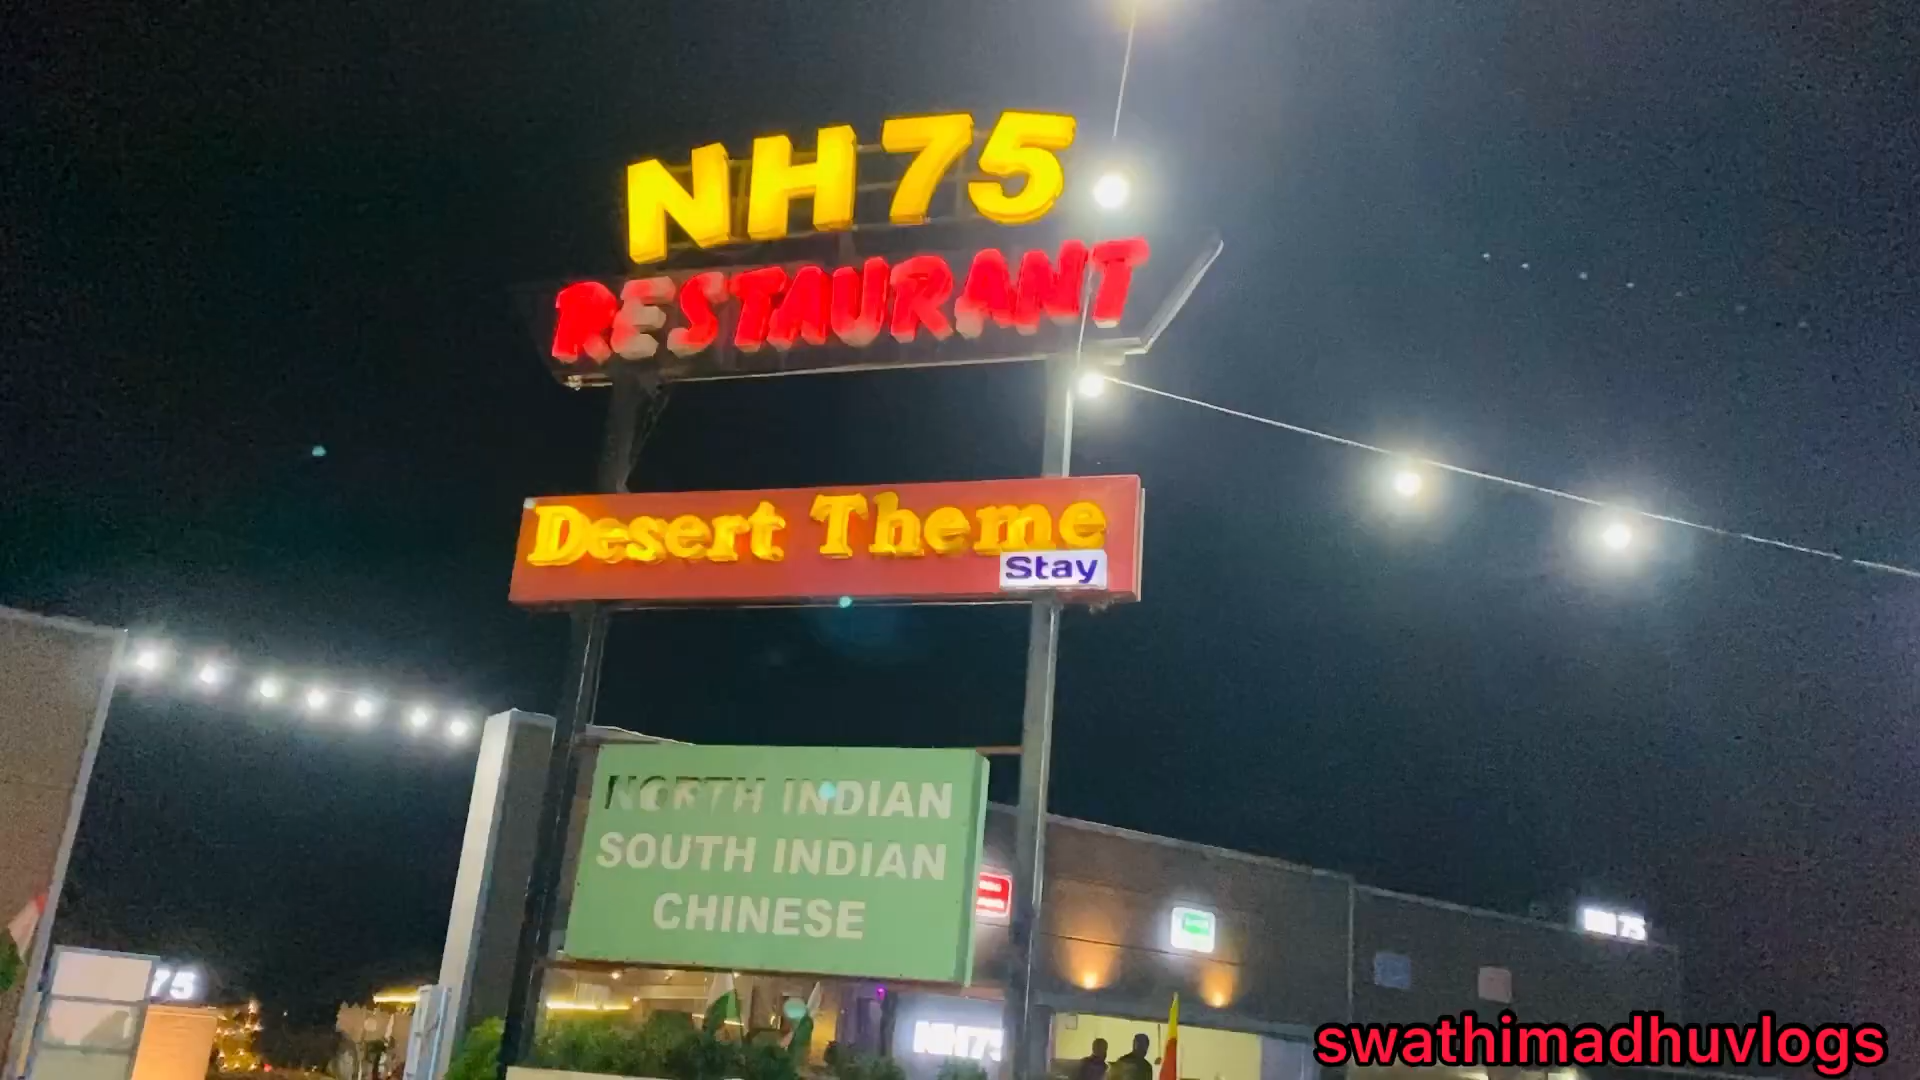 NH 75
RESTAURANT
Desert Theme
Stay
NORTH INDIAN
SOUTH INDIAN
CHINESE
NH 75
75
NH75
swathimadhuvlogs